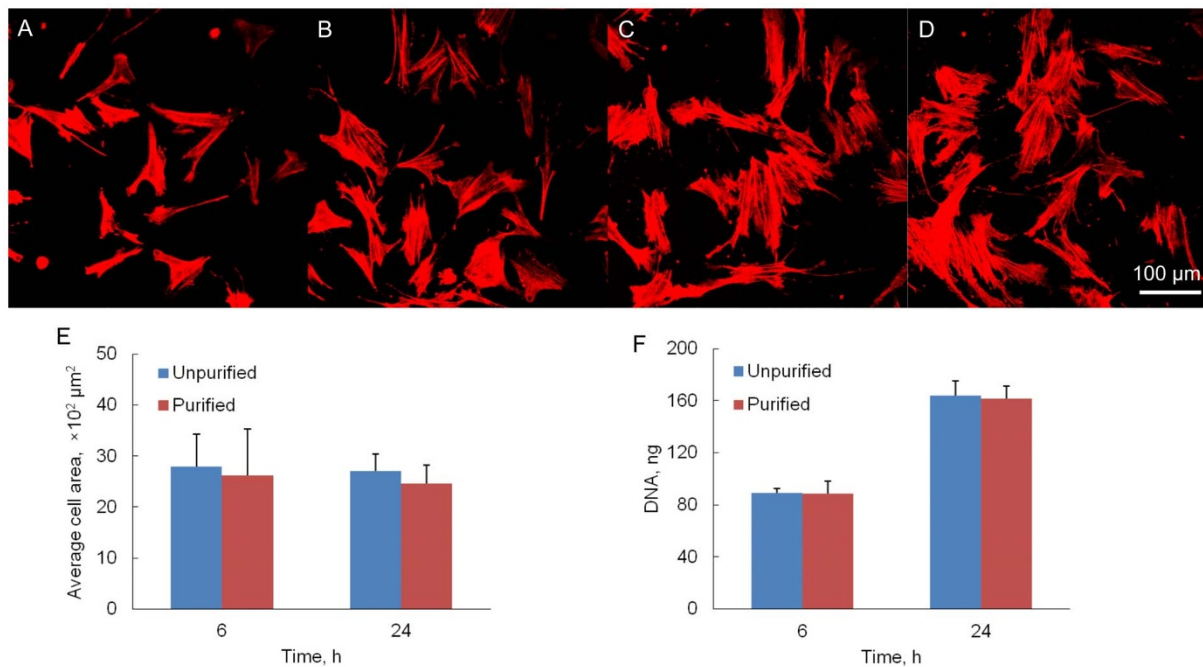 A
B
C
D
100 μm
E
50
40
30
20
10
0
Average cell area, ×10² μm²
Unpurified
Purified
6
24
Time, h
F
200
160
120
80
40
0
DNA, ng
Unpurified
Purified
6
24
Time, h